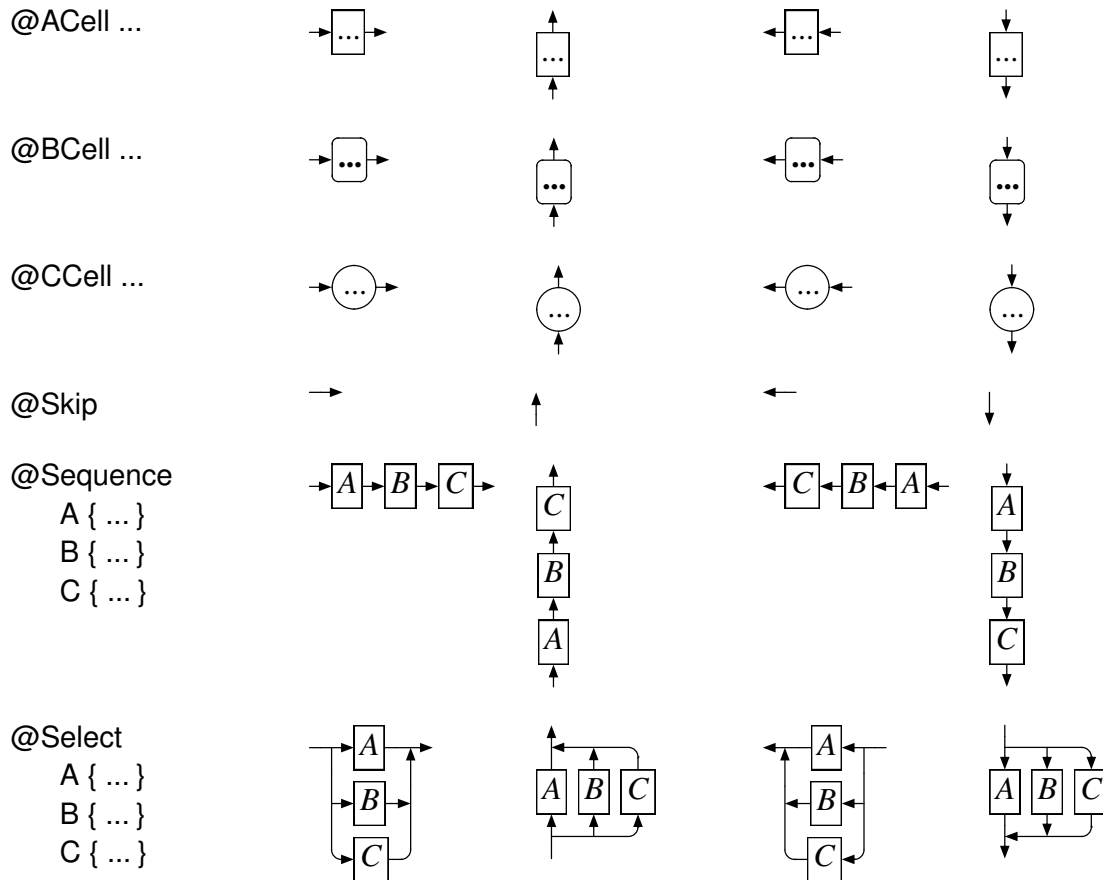 @ACell ... ... ... ... ...
@BCell ... ... ... ... ...
@CCell ... ... ... ... ...
@Skip
@Sequence
A { ... }
B { ... }
C { ... }
A B C
C
B
A
C B A
A
B
C
@Select
A { ... }
B { ... }
C { ... }
A
B
C
A B C
A
B
C
A B C